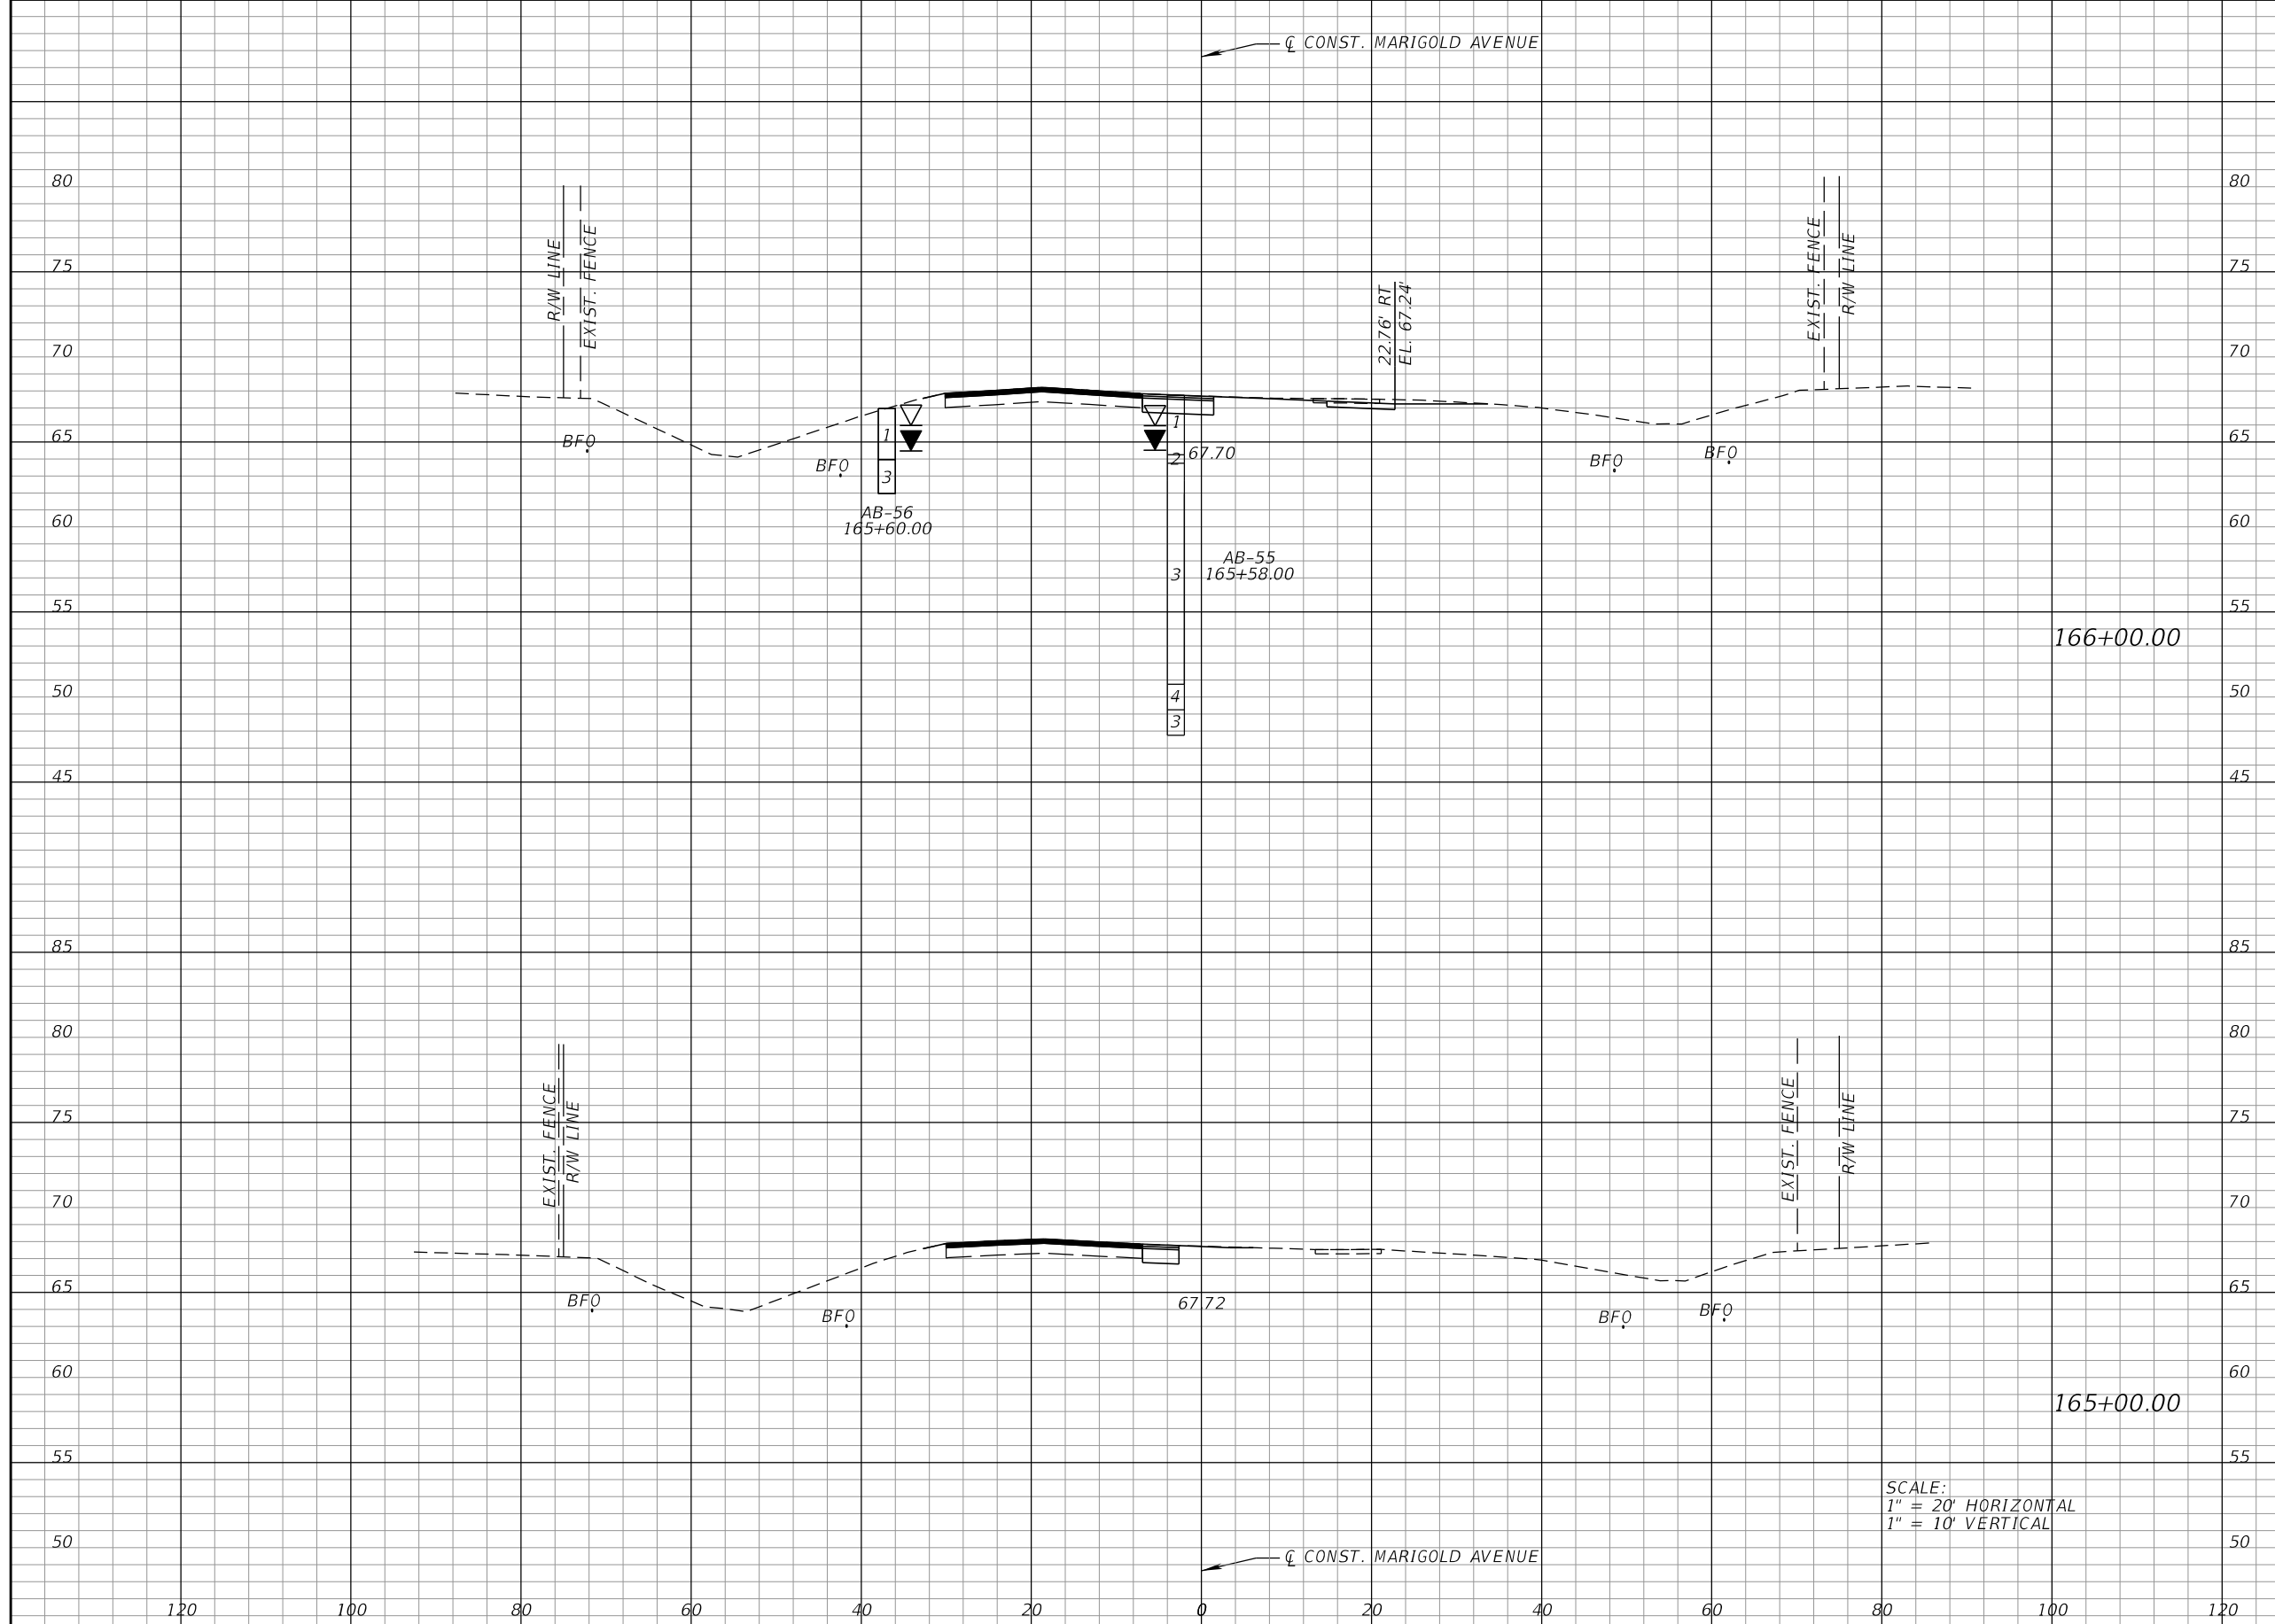 ℄ CONST. MARIGOLD AVENUE
80 80
R/W LINE
EXIST. FENCE
EXIST. FENCE
R/W LINE
75 75
22.76' RT
EL. 67.24'
70 70
65 65
BF0
BF0
1
3
1
2
67.70
BF0
BF0
AB-56
165+60.00
60 60
3
AB-55
165+58.00
55 55
166+00.00
50 50
4
3
45 45
85 85
80 80
EXIST. FENCE
R/W LINE
EXIST. FENCE
R/W LINE
75 75
70 70
65 65
BF0
BF0
67.72
BF0
BF0
60 60
165+00.00
55 55
SCALE:
1" = 20' HORIZONTAL
1" = 10' VERTICAL
50 50
℄ CONST. MARIGOLD AVENUE
120 100 80 60 40 20 0 20 40 60 80 100 120